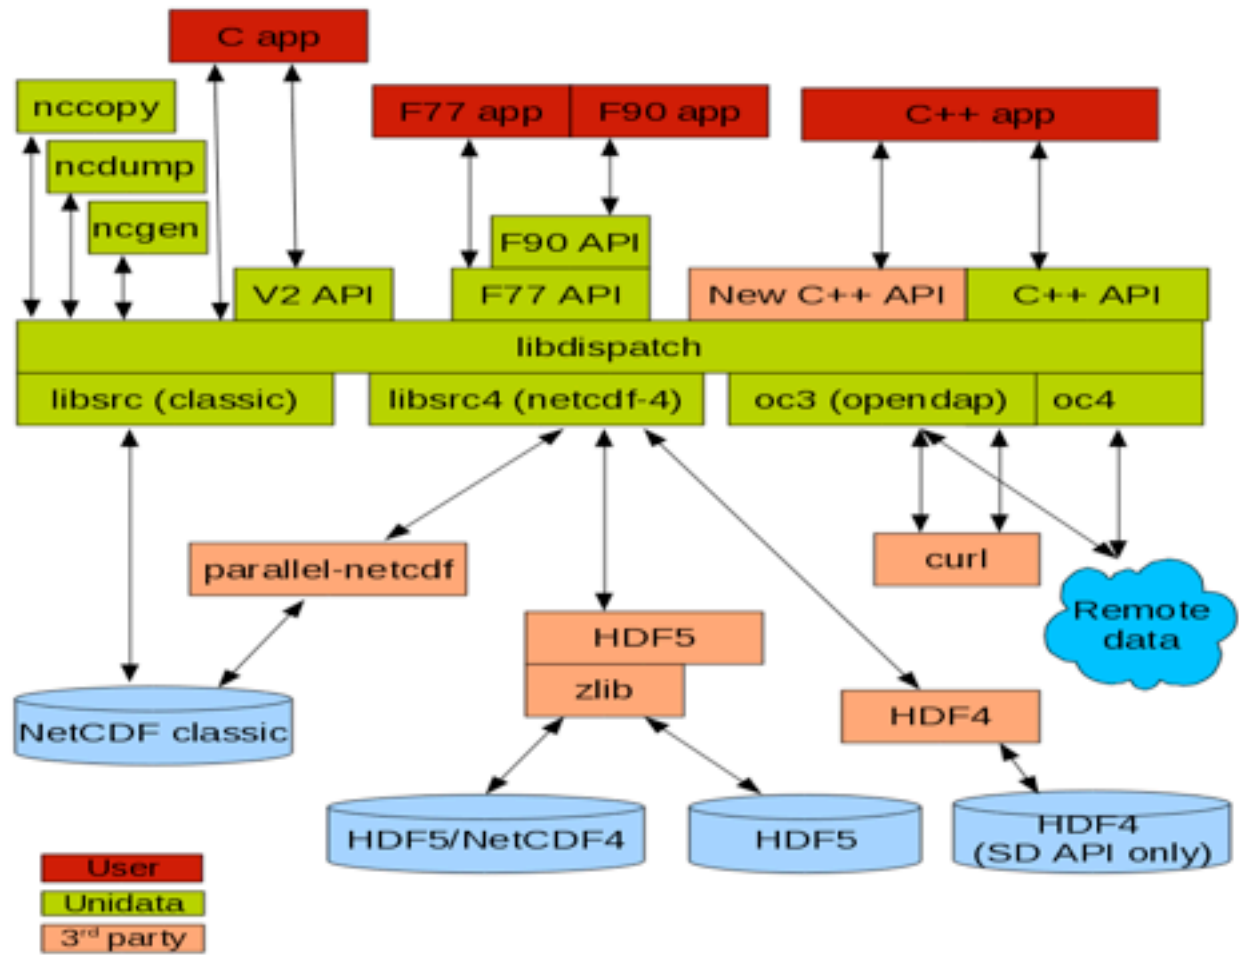 C app
nccopy
F77 app
F90 app
C++ app
ncdump
ncgen
F90 API
V2 API
F77 API
New C++ API
C++ API
libdispatch
libsrc (classic)
libsrc4 (netcdf-4)
oc3 (opendap)
oc4
parallel-netcdf
curl
Remote
data
HDF5
zlib
HDF4
NetCDF classic
HDF5/NetCDF4
HDF5
HDF4
(SD API only)
User
Unidata
3rd party